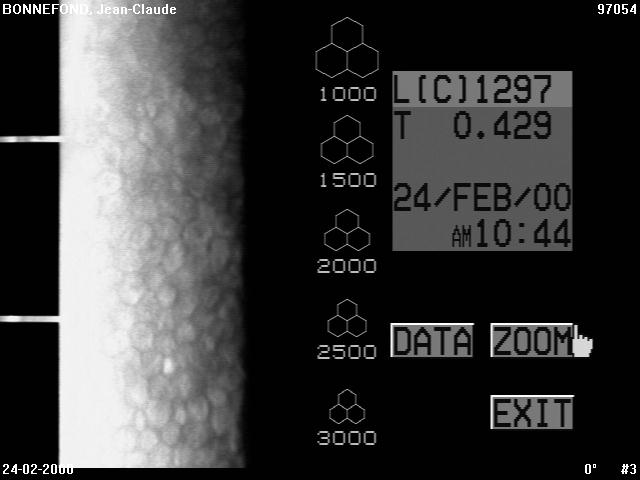 BONNEFOND, Jean-Claude 97054
1000
1500
2000
2500
3000
L(C)1297
T 0.429
24/FEB/00
AM10:44
DATA ZOOM
EXIT
24-02-2000 0° #3